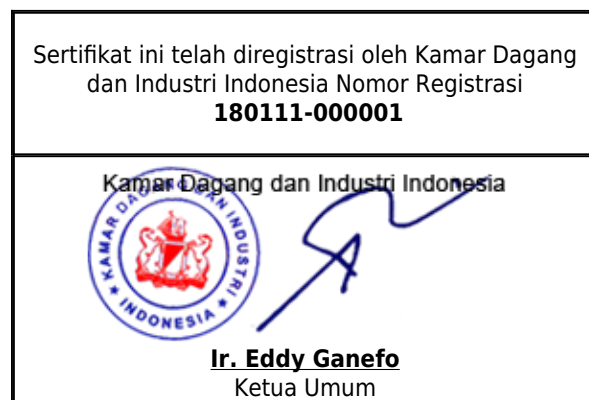 Sertifikat ini telah diregistrasi oleh Kamar Dagang
dan Industri Indonesia Nomor Registrasi
180111-000001
Kamar Dagang dan Industri Indonesia
KAMAR DAGANG DAN INDUSTRI
INDONESIA
Ir. Eddy Ganefo
Ketua Umum